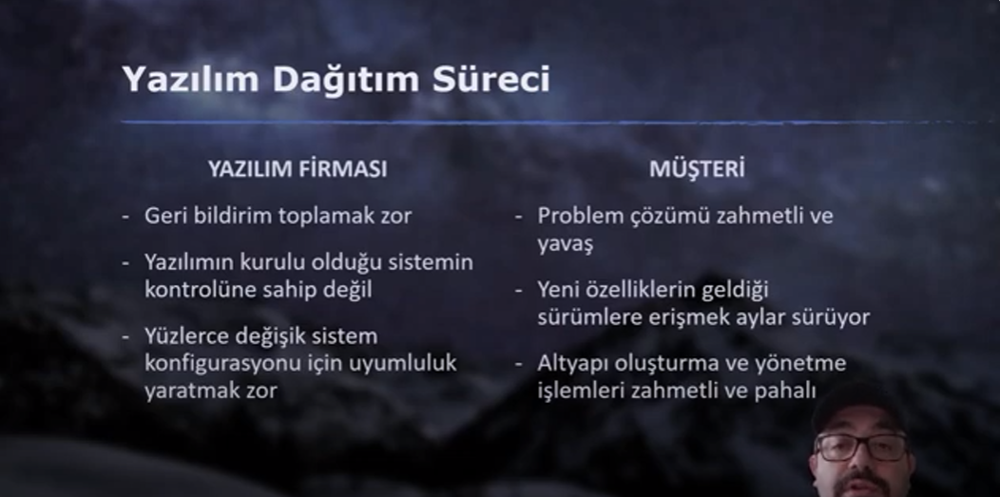 Yazılım Dağıtım Süreci
YAZILIM FİRMASI
- Geri bildirim toplamak zor
- Yazılımın kurulu olduğu sistemin
kontrolüne sahip değil
- Yüzlerce değişik sistem
konfigurasyonu için uyumluluk
yaratmak zor
MÜŞTERİ
- Problem çözümü zahmetli ve
yavaş
- Yeni özelliklerin geldiği
sürümlere erişmek aylar sürüyor
- Altyapı oluşturma ve yönetme
işlemleri zahmetli ve pahalı